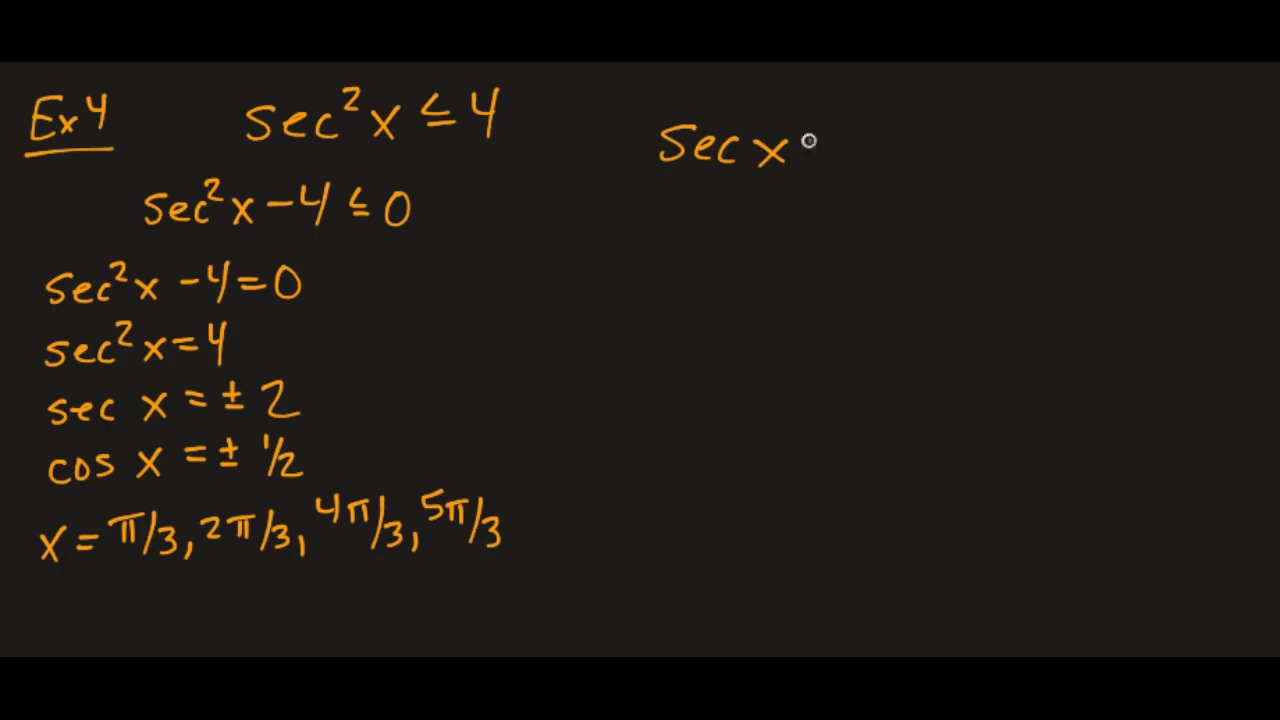 Ex 4
sec²x ≤ 4
sec²x - 4 ≤ 0
sec²x - 4 = 0
sec²x = 4
sec x = ± 2
cos x = ± 1/2
x = π/3, 2π/3, 4π/3, 5π/3
sec x